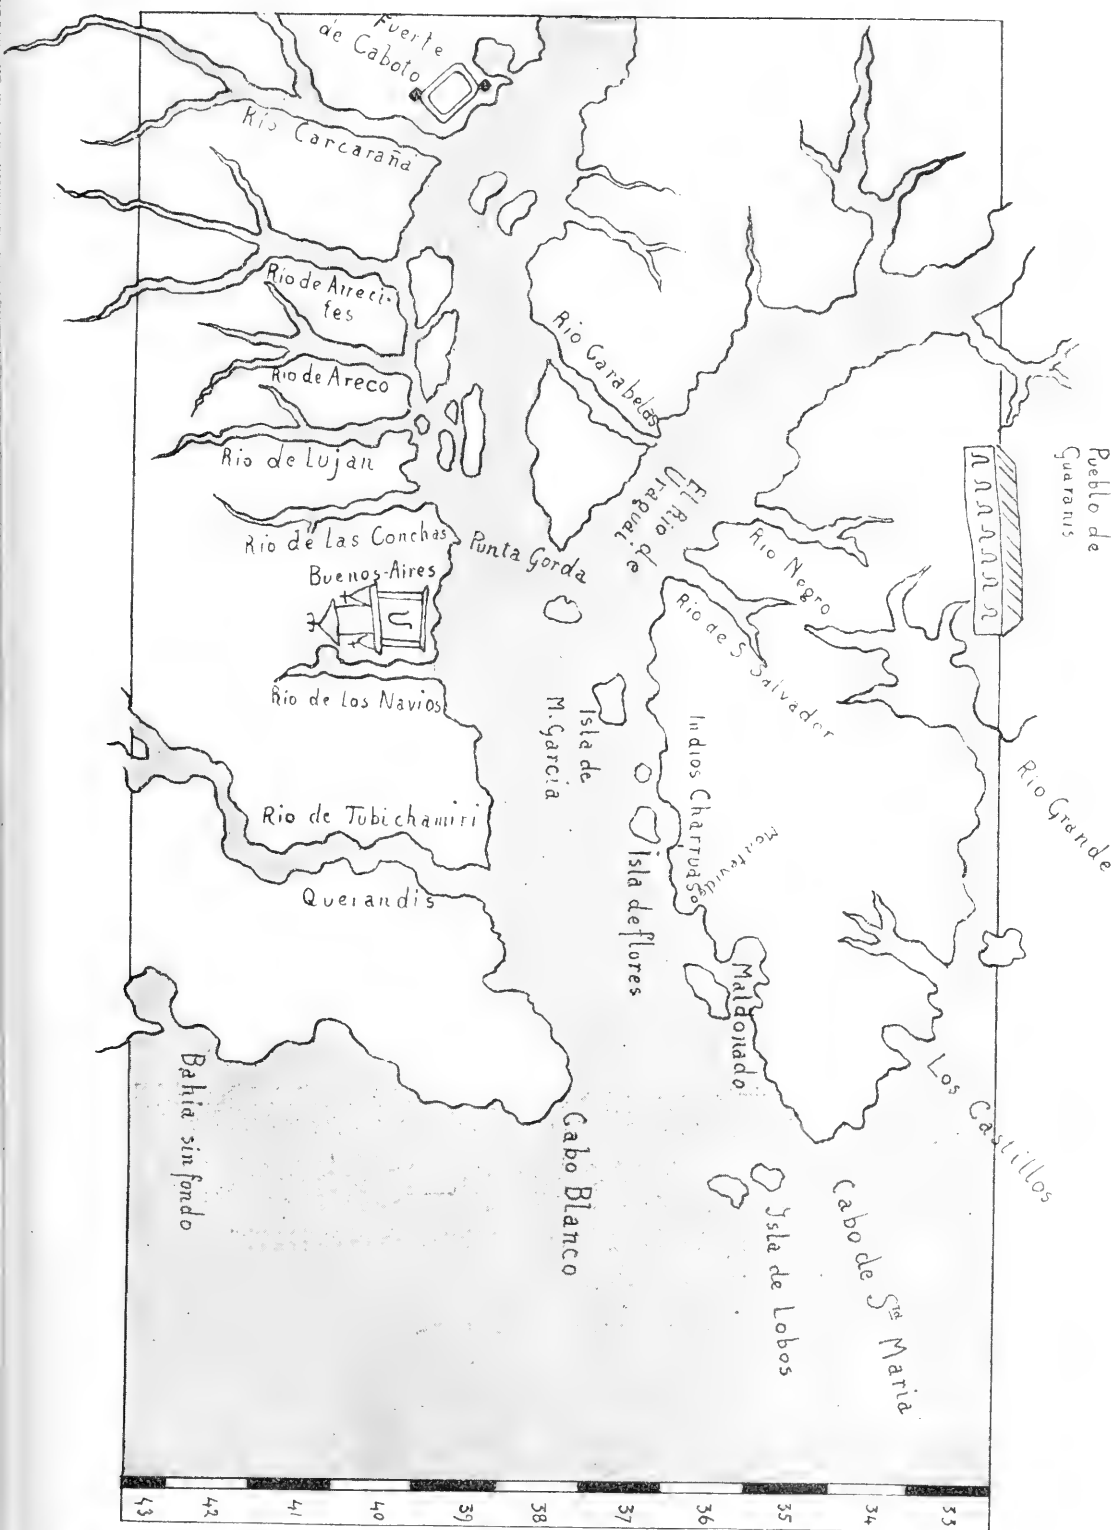 Fuerte
de Caboto
Rio Carcaraña
Rio de Arreci-
fes
Rio de Areco
Rio de Lujan
Rio de las Conchas
Buenos-Aires
Rio de los Navios
Rio de Tubichamiri
Querandis
Bahia sin fondo
Rio Carabelas
Punta Gorda
El Rio de
Uraguai
Rio Negro
Rio de S Salvador
Pueblo de
Guaranis
Rio Grande
Isla de
M. Garcia
Indios Charruas
Montevideo
Isla de flores
Maldonado
Los Castillos
Cabo Blanco
Isla de Lobos
Cabo de Sta Maria
43
42
41
40
39
38
37
36
35
34
33